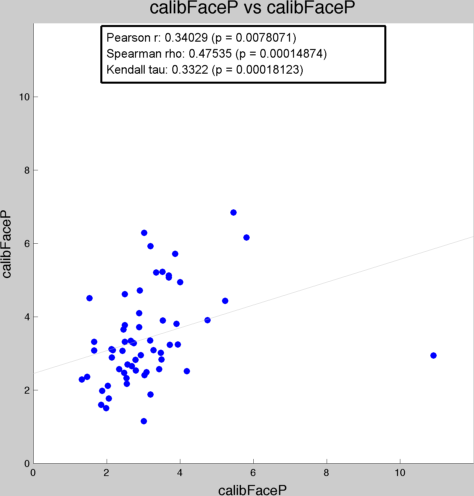 calibFaceP vs calibFaceP
Pearson r: 0.34029 (p = 0.0078071)
Spearman rho: 0.47535 (p = 0.00014874)
Kendall tau: 0.3322 (p = 0.00018123)
calibFaceP
10
8
6
4
2
0
0 2 4 6 8 10
calibFaceP